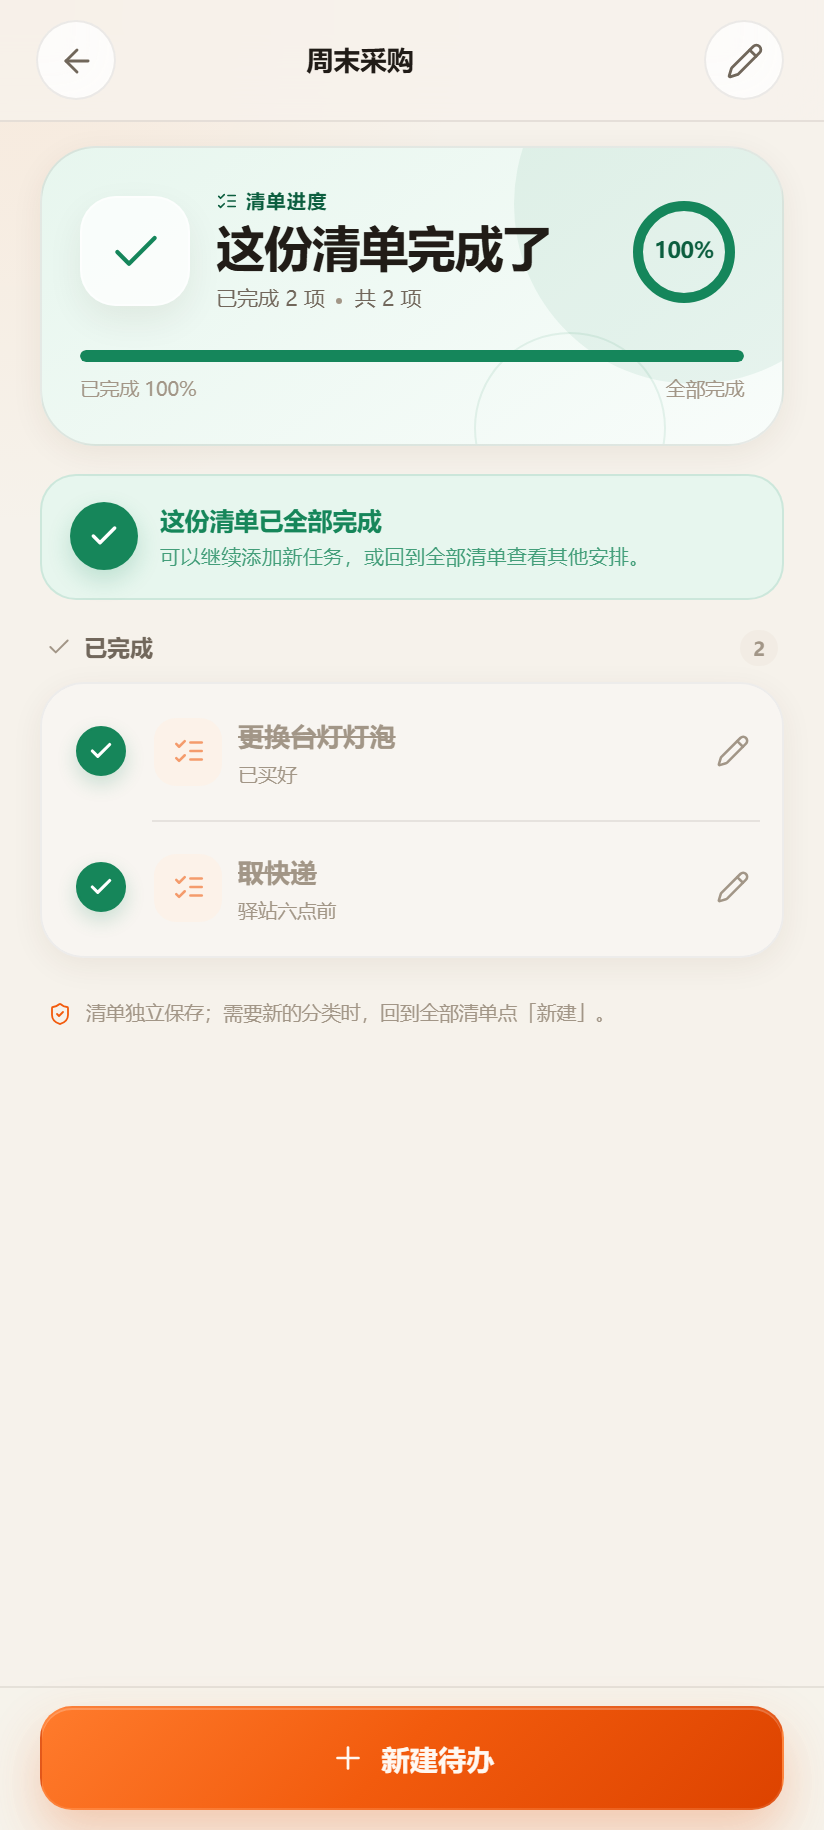 周末采购
清单进度
这份清单完成了
已完成 2 项 • 共 2 项
100%
已完成 100%
全部完成
这份清单已全部完成
可以继续添加新任务，或回到全部清单查看其他安排。
已完成
2
更换台灯灯泡
已买好
取快递
驿站六点前
清单独立保存；需要新的分类时，回到全部清单点「新建」。
新建待办